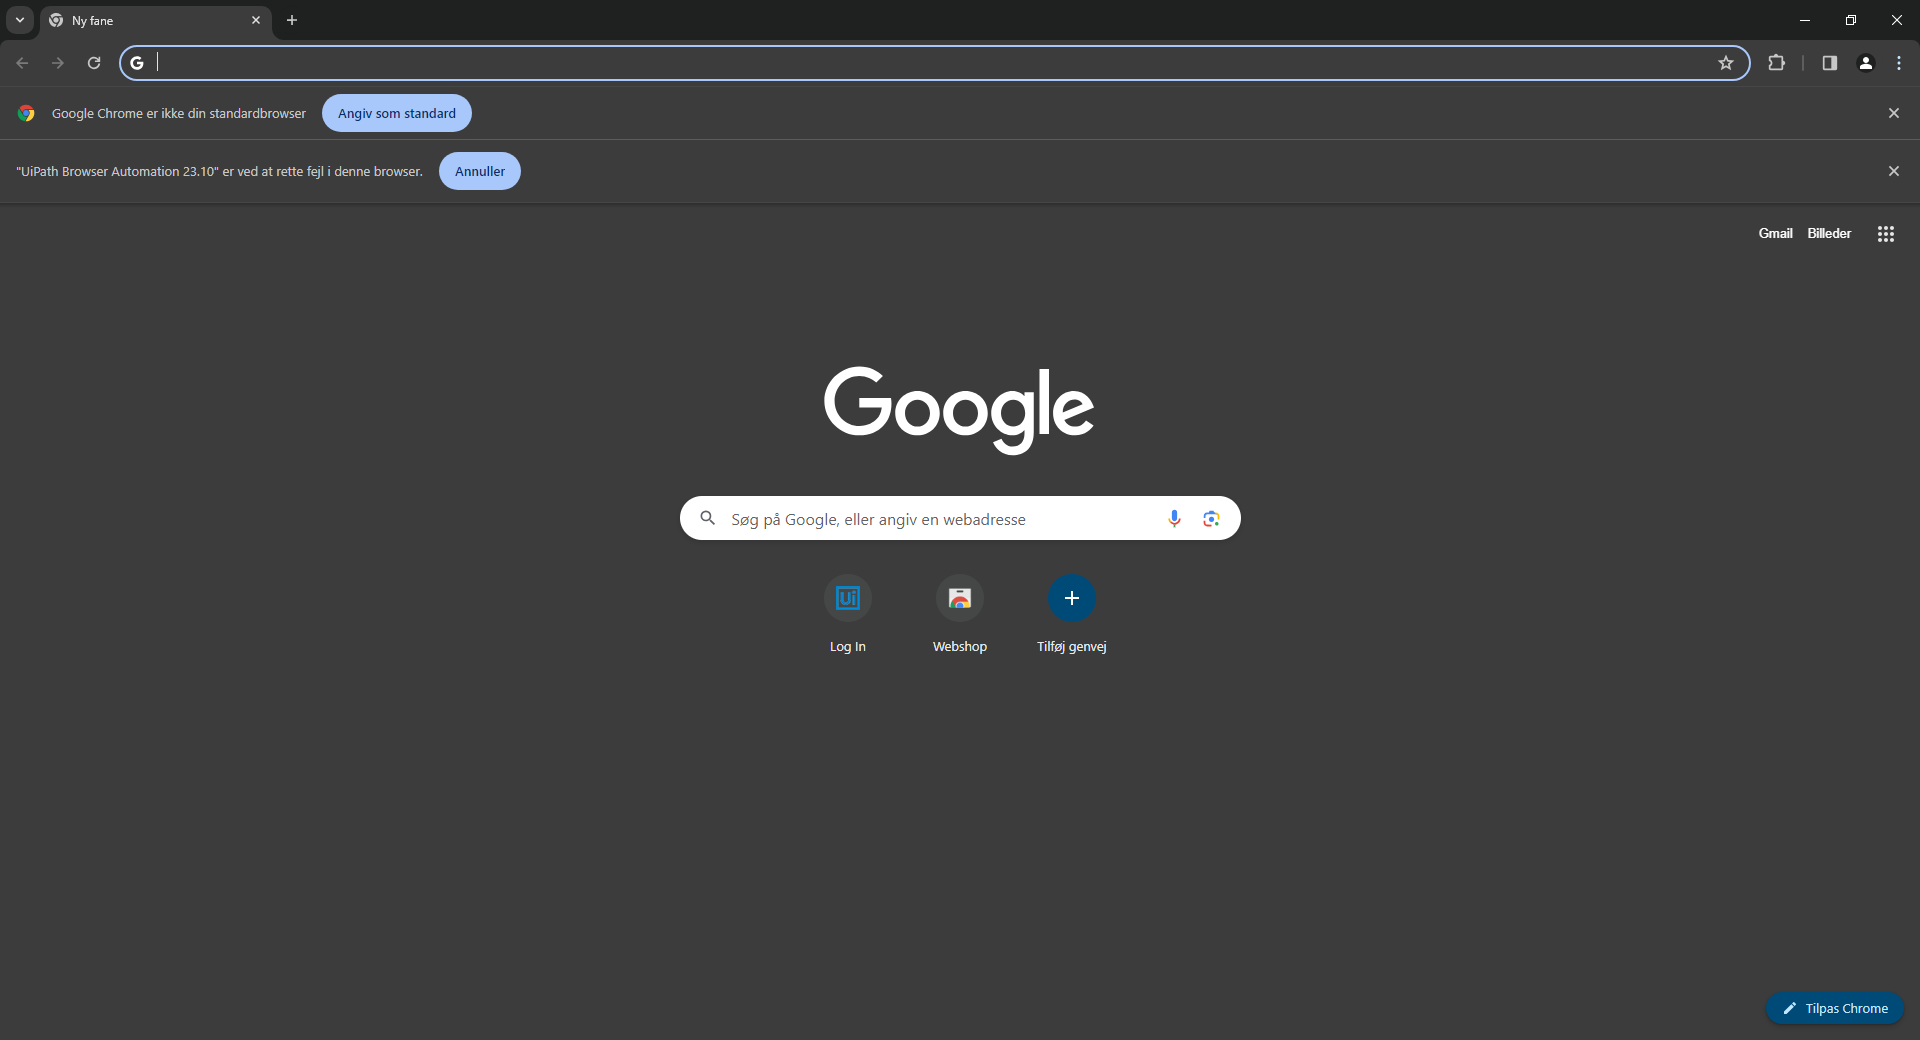 Ny fane
Google Chrome er ikke din standardbrowser Angiv som standard
"UiPath Browser Automation 23.10" er ved at rette fejl i denne browser. Annuller
Gmail Billeder
Google
Søg på Google, eller angiv en webadresse
Ui
Log In Webshop Tilføj genvej
Tilpas Chrome